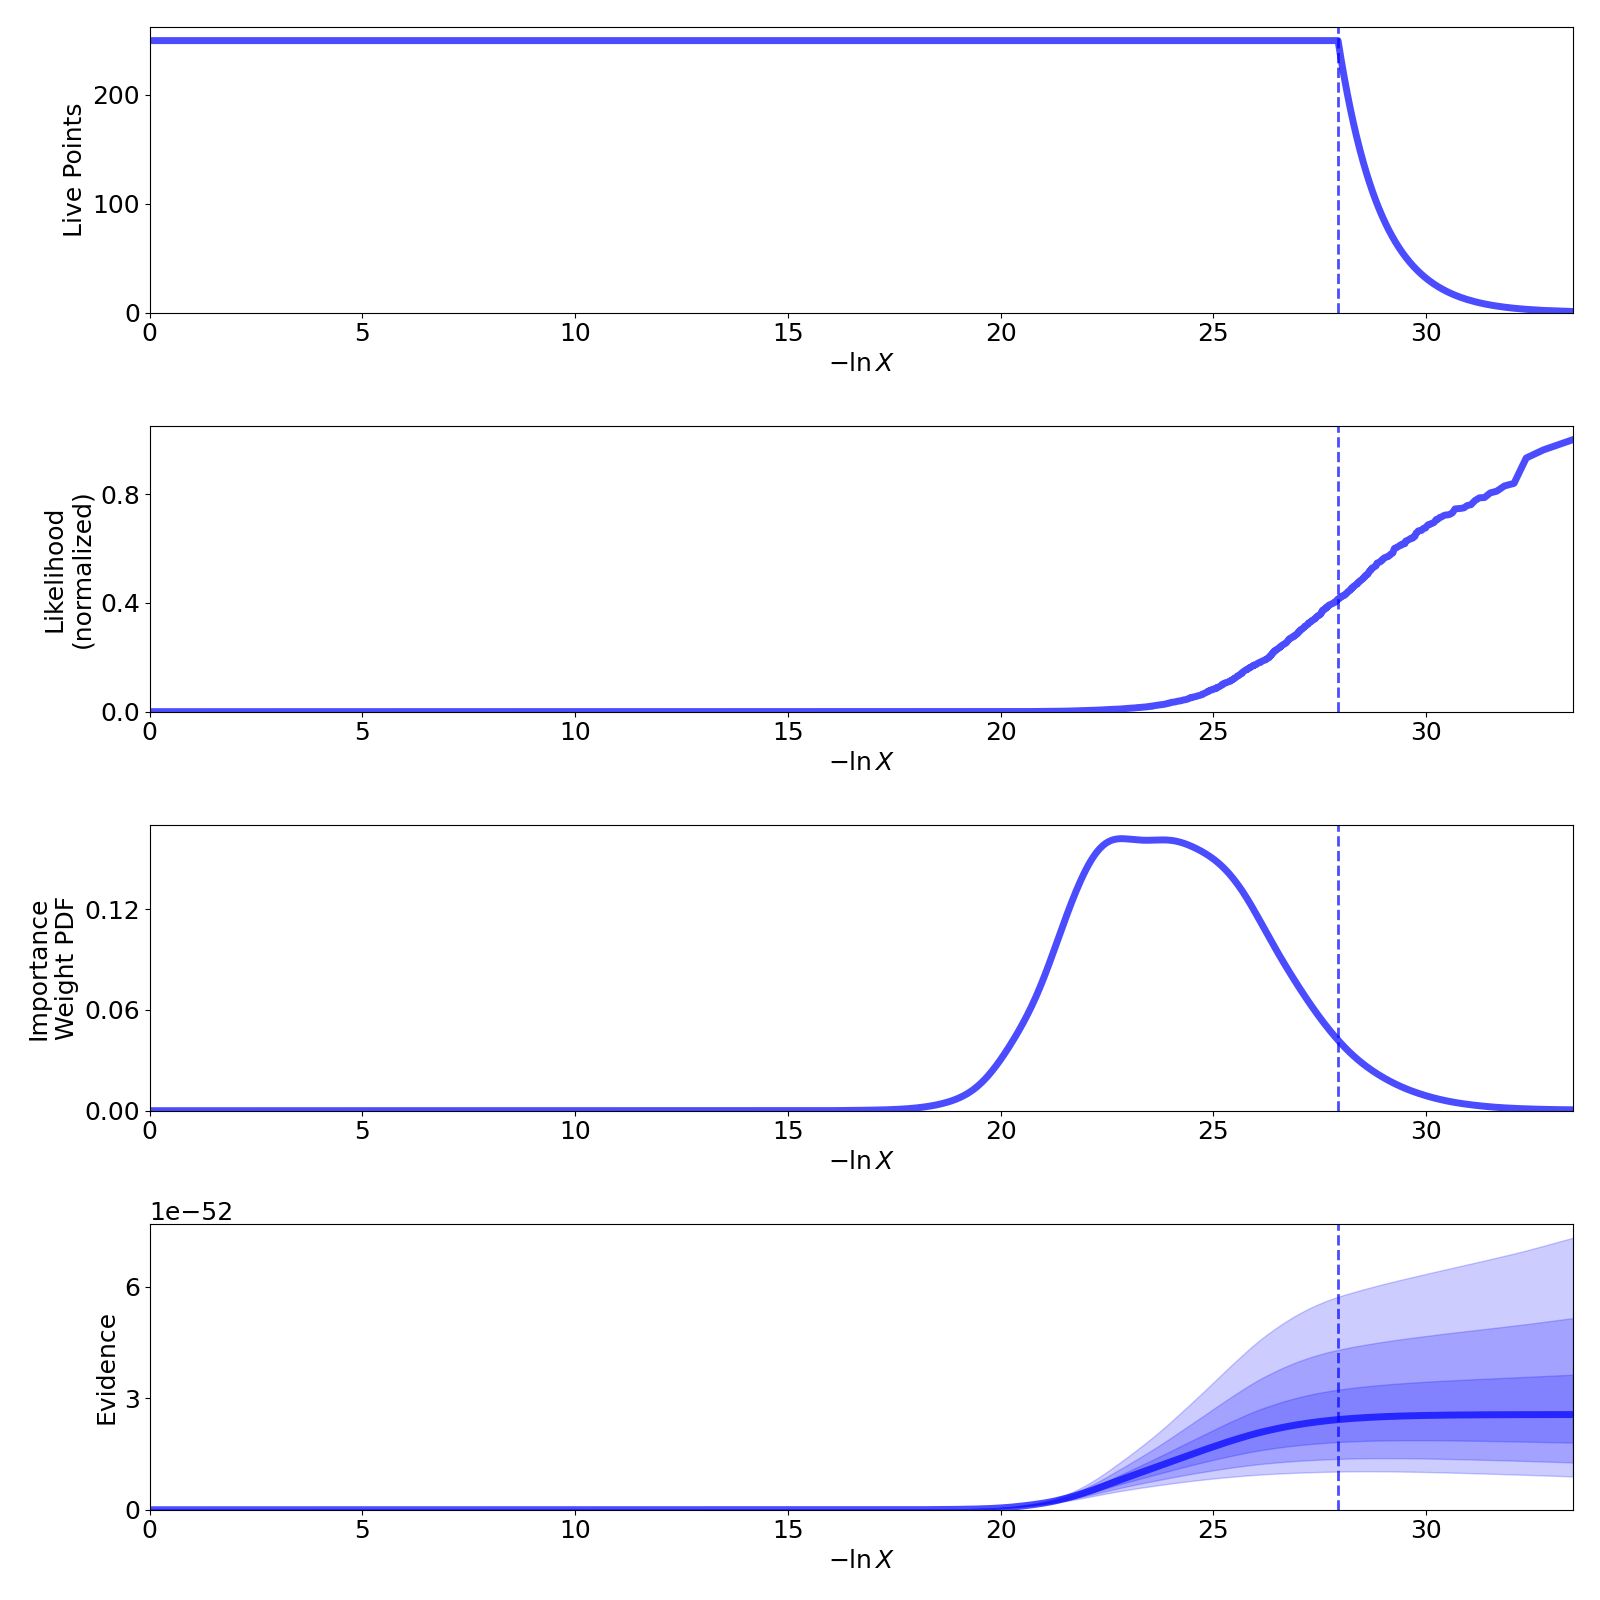 200
100
0
Live Points
0 5 10 15 20 25 30
−ln X
0.8
0.4
0.0
Likelihood
(normalized)
0 5 10 15 20 25 30
−ln X
0.12
0.06
0.00
Importance
Weight PDF
0 5 10 15 20 25 30
−ln X
1e−52
6
3
0
Evidence
0 5 10 15 20 25 30
−ln X